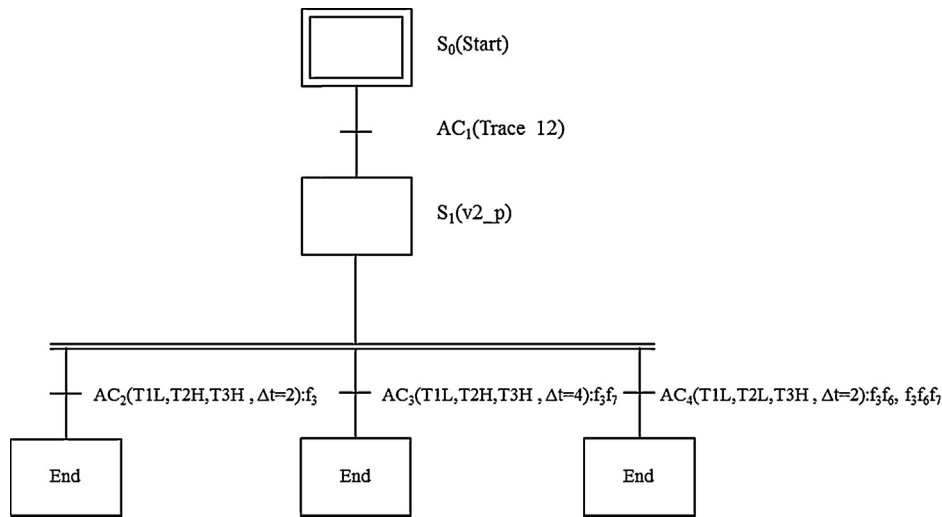 S₀(Start)
AC₁(Trace 12)
S₁(v2_p)
AC₂(T1L,T2H,T3H , Δt=2):f₃
AC₃(T1L,T2H,T3H , Δt=4):f₃f₇
AC₄(T1L,T2L,T3H , Δt=2):f₃f₆, f₃f₆f₇
End
End
End